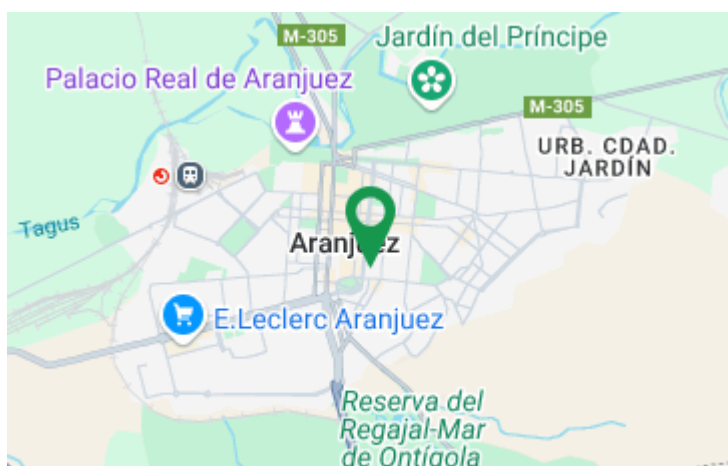 M-305
Jardín del Príncipe
Palacio Real de Aranjuez
M-305
URB. CDAD.
JARDÍN
Tagus
Aranjuez
E.Leclerc Aranjuez
Reserva del
Regajal-Mar
de Ontígola